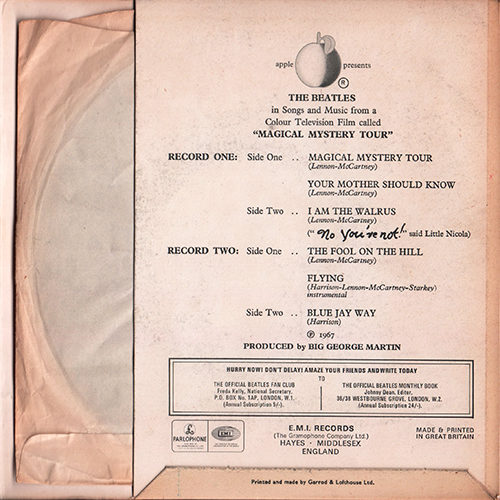 apple presents
®
THE BEATLES
in Songs and Music from a
Colour Television Film called
"MAGICAL MYSTERY TOUR"
RECORD ONE: Side One .. MAGICAL MYSTERY TOUR
(Lennon-McCartney)
YOUR MOTHER SHOULD KNOW
(Lennon-McCartney)
Side Two .. I AM THE WALRUS
(Lennon-McCartney)
("No You're not!" said Little Nicola)
RECORD TWO: Side One .. THE FOOL ON THE HILL
(Lennon-McCartney)
FLYING
(Harrison-Lennon-McCartney-Starkey)
instrumental
Side Two .. BLUE JAY WAY
(Harrison)
℗ 1967
PRODUCED by BIG GEORGE MARTIN
HURRY NOW! DON'T DELAY! AMAZE YOUR FRIENDS AND WRITE TODAY
TO
THE OFFICIAL BEATLES FAN CLUB
Freda Kelly, National Secretary.
P.O. BOX No. 1AP, LONDON, W.1.
(Annual Subscription 5/-).
THE OFFICIAL BEATLES MONTHLY BOOK
Johnny Dean, Editor.
36/38 WESTBOURNE GROVE, LONDON, W.2.
(Annual Subscription 24/-).
PARLOPHONE
EMI
E.M.I. RECORDS
(The Gramophone Company Ltd.)
HAYES · MIDDLESEX
ENGLAND
MADE & PRINTED
IN GREAT BRITAIN
Printed and made by Garrod & Lofthouse Ltd.